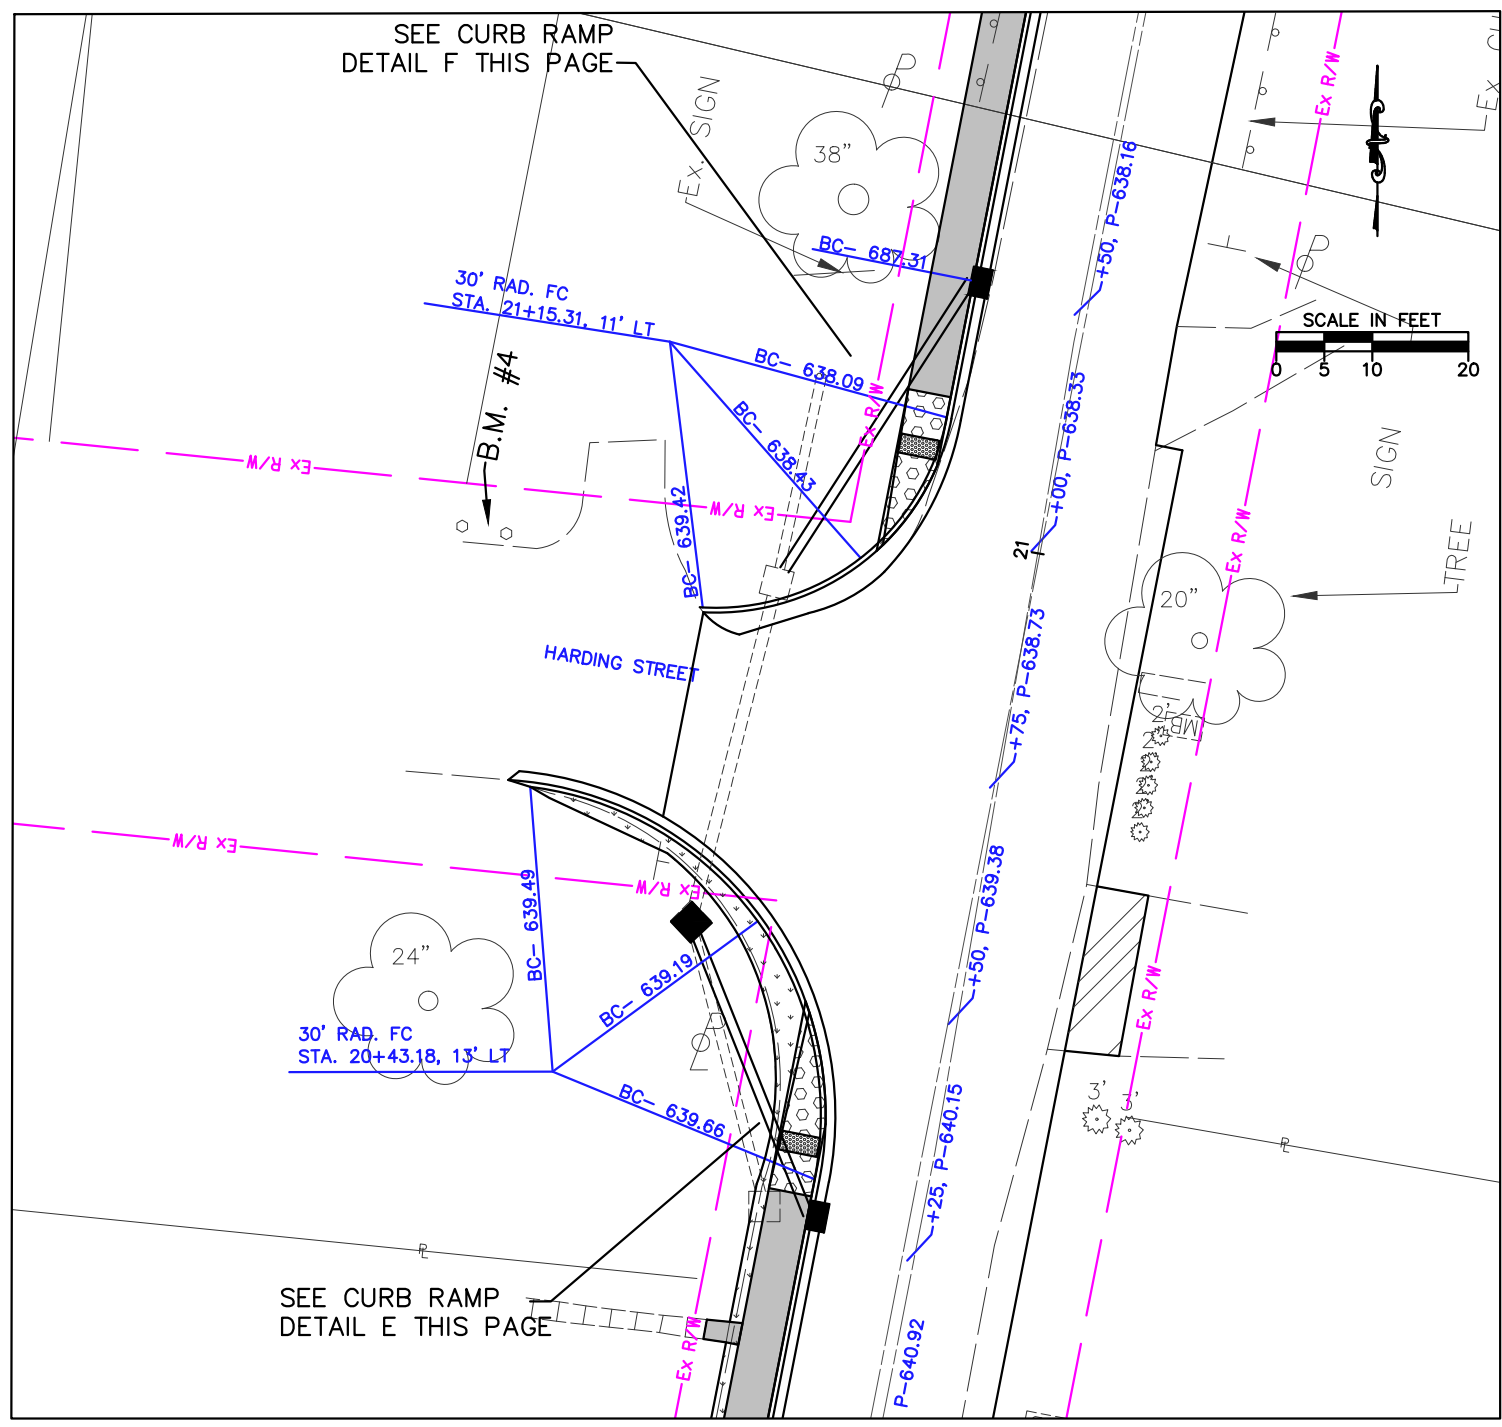 SEE CURB RAMP
DETAIL F THIS PAGE
Ex. SIGN
38"
P
Ex R/W
Ex R/W
+50, P-638.16
BC- 687.31
30' RAD. FC
STA. 21+15.31, 11' LT
BC- 638.09
BC- 638.43
BC- 639.42
B.M. #4
SCALE IN FEET
0 5 10 20
Ex R/W
+00, P-638.33
SIGN
Ex R/W
Ex R/W
21
Ex R/W
TREE
20"
HARDING STREET
+75, P-638.73
2'
MB
Ex R/W
Ex R/W
BC- 639.49
+50, P-639.38
24"
BC- 639.19
Ex R/W
P
30' RAD. FC
STA. 20+43.18, 13' LT
BC- 639.66
3'
3'
+25, P-640.15
PL
PL
SEE CURB RAMP
DETAIL E THIS PAGE
Ex R/W
P-640.92